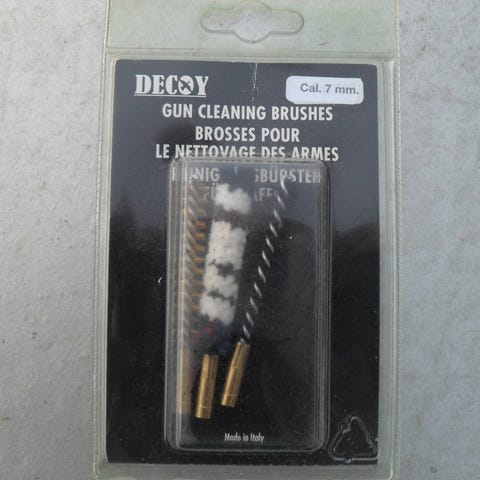 DECOY
Cal. 7 mm.
GUN CLEANING BRUSHES
BROSSES POUR
LE NETTOYAGE DES ARMES
Made in Italy